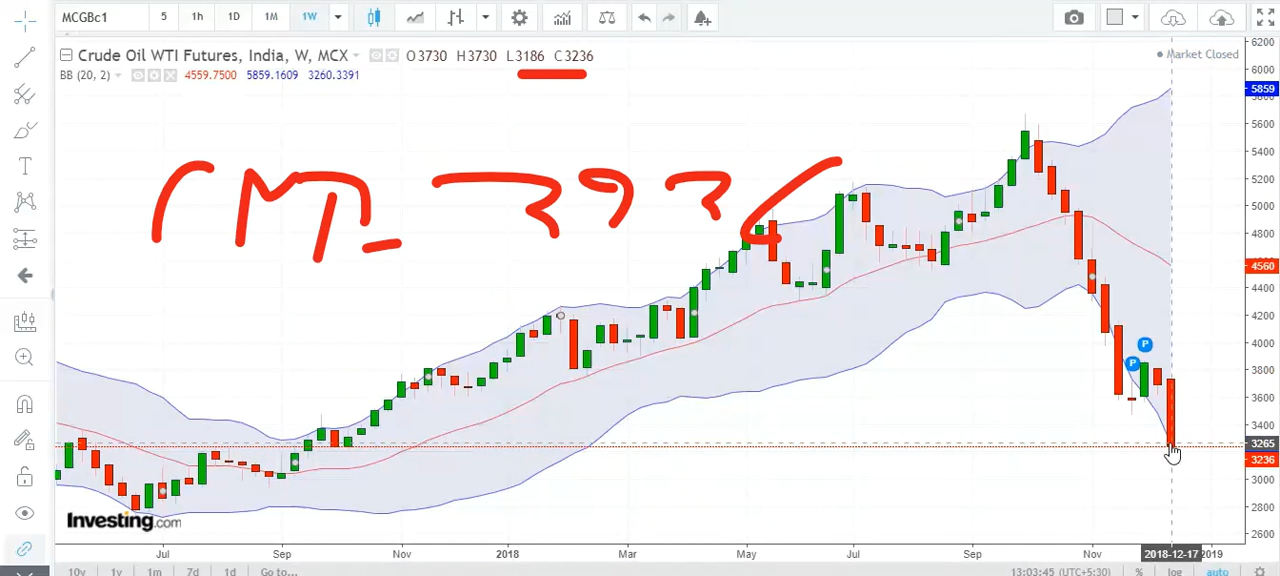 MCGBc1 5 1h 1D 1M 1W
Crude Oil WTI Futures, India, W, MCX O3730 H3730 L3186 C3236
Market Closed
BB (20, 2) 4559.7500 5859.1609 3260.3391
CMP
6200
6000
5859
5600
5400
5200
5000
4800
4560
4400
4200
4000
3800
3600
3400
3265
3236
3000
2800
2600
P
P
Investing.com
Jul Sep Nov 2018 Mar May Jul Sep Nov 2018-12-17 2019
10y 1y 1m 7d 1d Go to... 13:03:45 (UTC+5:30) % log auto